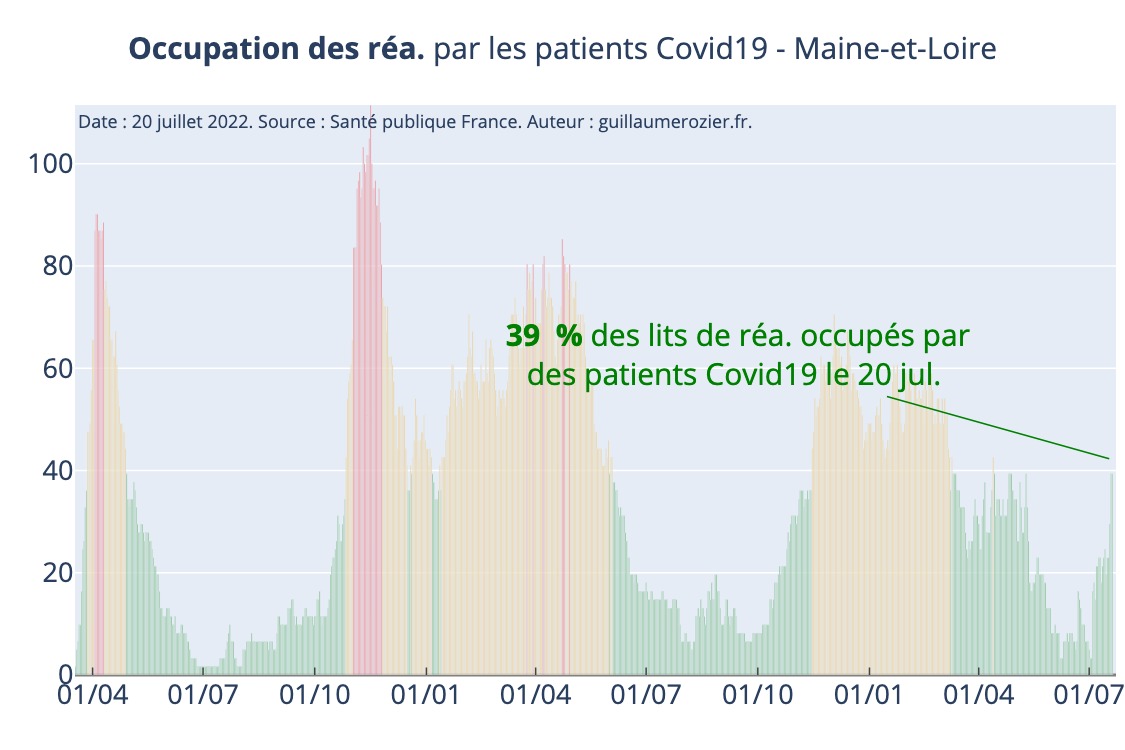 Occupation des réa. par les patients Covid19 - Maine-et-Loire
Date : 20 juillet 2022. Source : Santé publique France. Auteur : guillaumerozier.fr.
100
80
60
40
20
0
39 % des lits de réa. occupés par
des patients Covid19 le 20 jul.
01/04 01/07 01/10 01/01 01/04 01/07 01/10 01/01 01/04 01/07